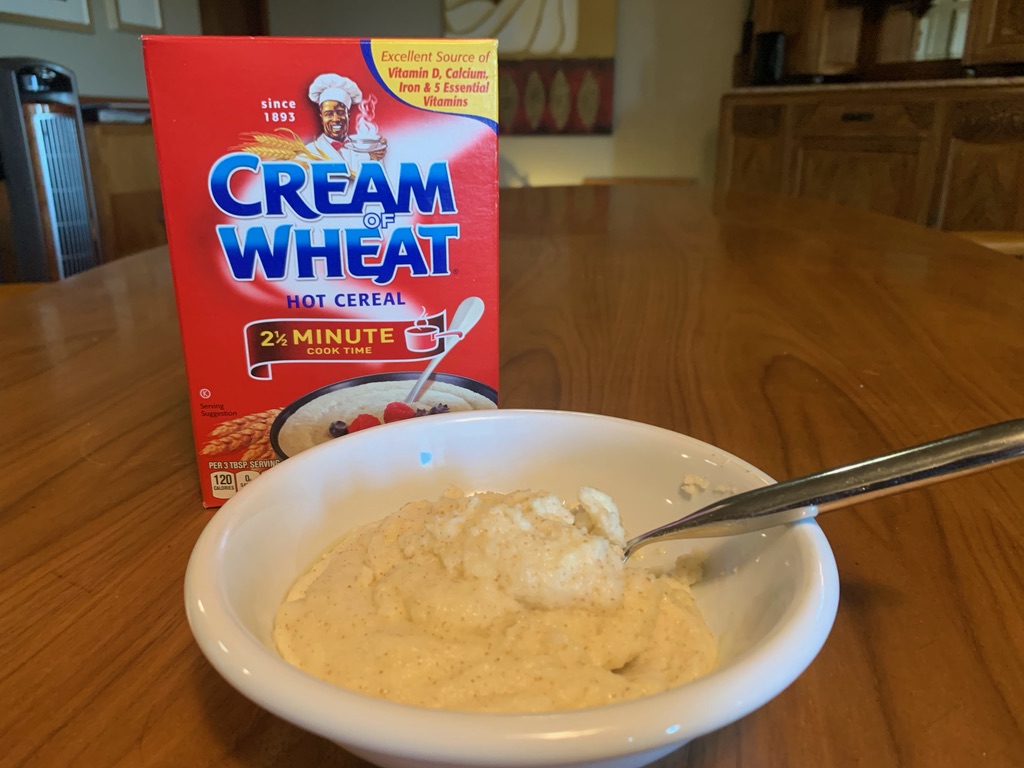 Excellent Source of
Vitamin D, Calcium,
Iron & 5 Essential
Vitamins
since
1893
CREAM
OF
WHEAT
HOT CEREAL
2½ MINUTE
COOK TIME
K
Serving
Suggestion
PER 3 TBSP. SERVING
120
CALORIES